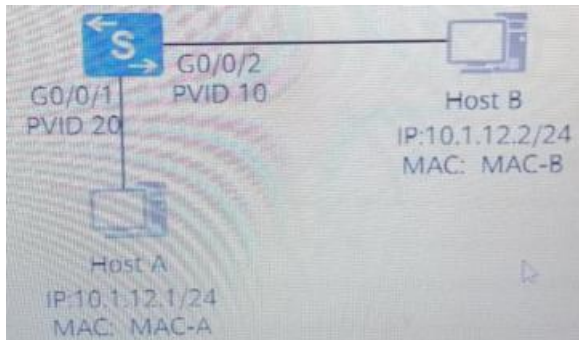 S
G0/0/2
PVID 10
G0/0/1
PVID 20
Host B
IP:10.1.12.2/24
MAC: MAC-B
Host A
IP:10.1.12.1/24
MAC: MAC-A